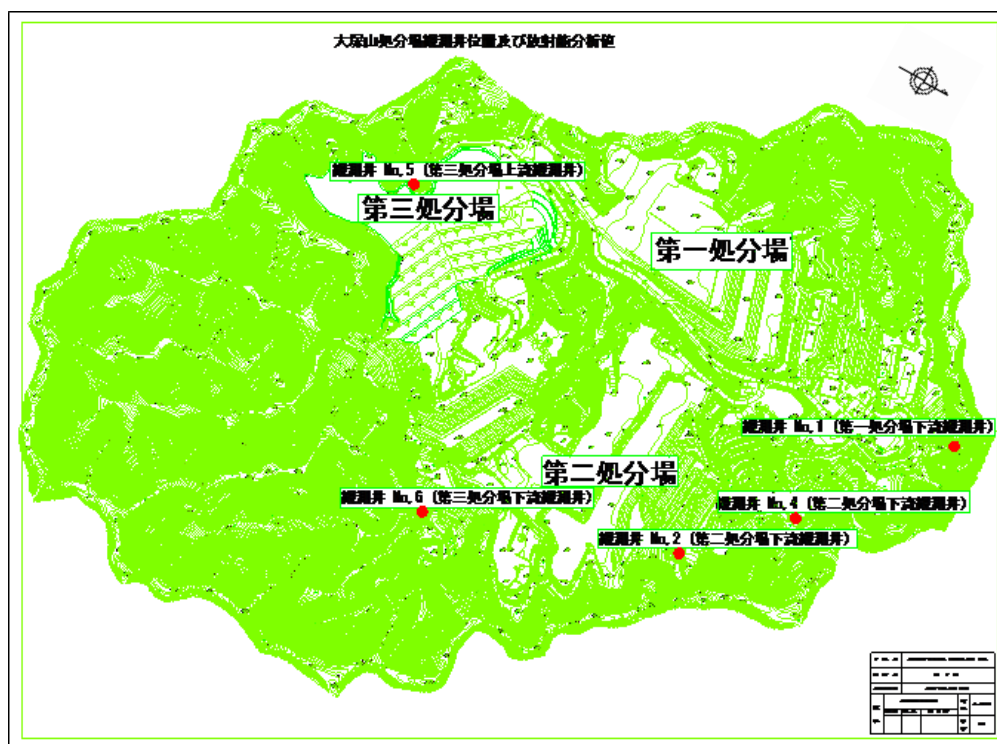 大塚山処分場観測井位置及び放射能分析値
観測井 No.5 (第三処分場上流観測井)
第三処分場
第一処分場
観測井 No.1 (第一処分場下流観測井)
第二処分場
観測井 No.6 (第三処分場下流観測井)
観測井 No.4 (第二処分場下流観測井)
観測井 No.2 (第二処分場下流観測井)